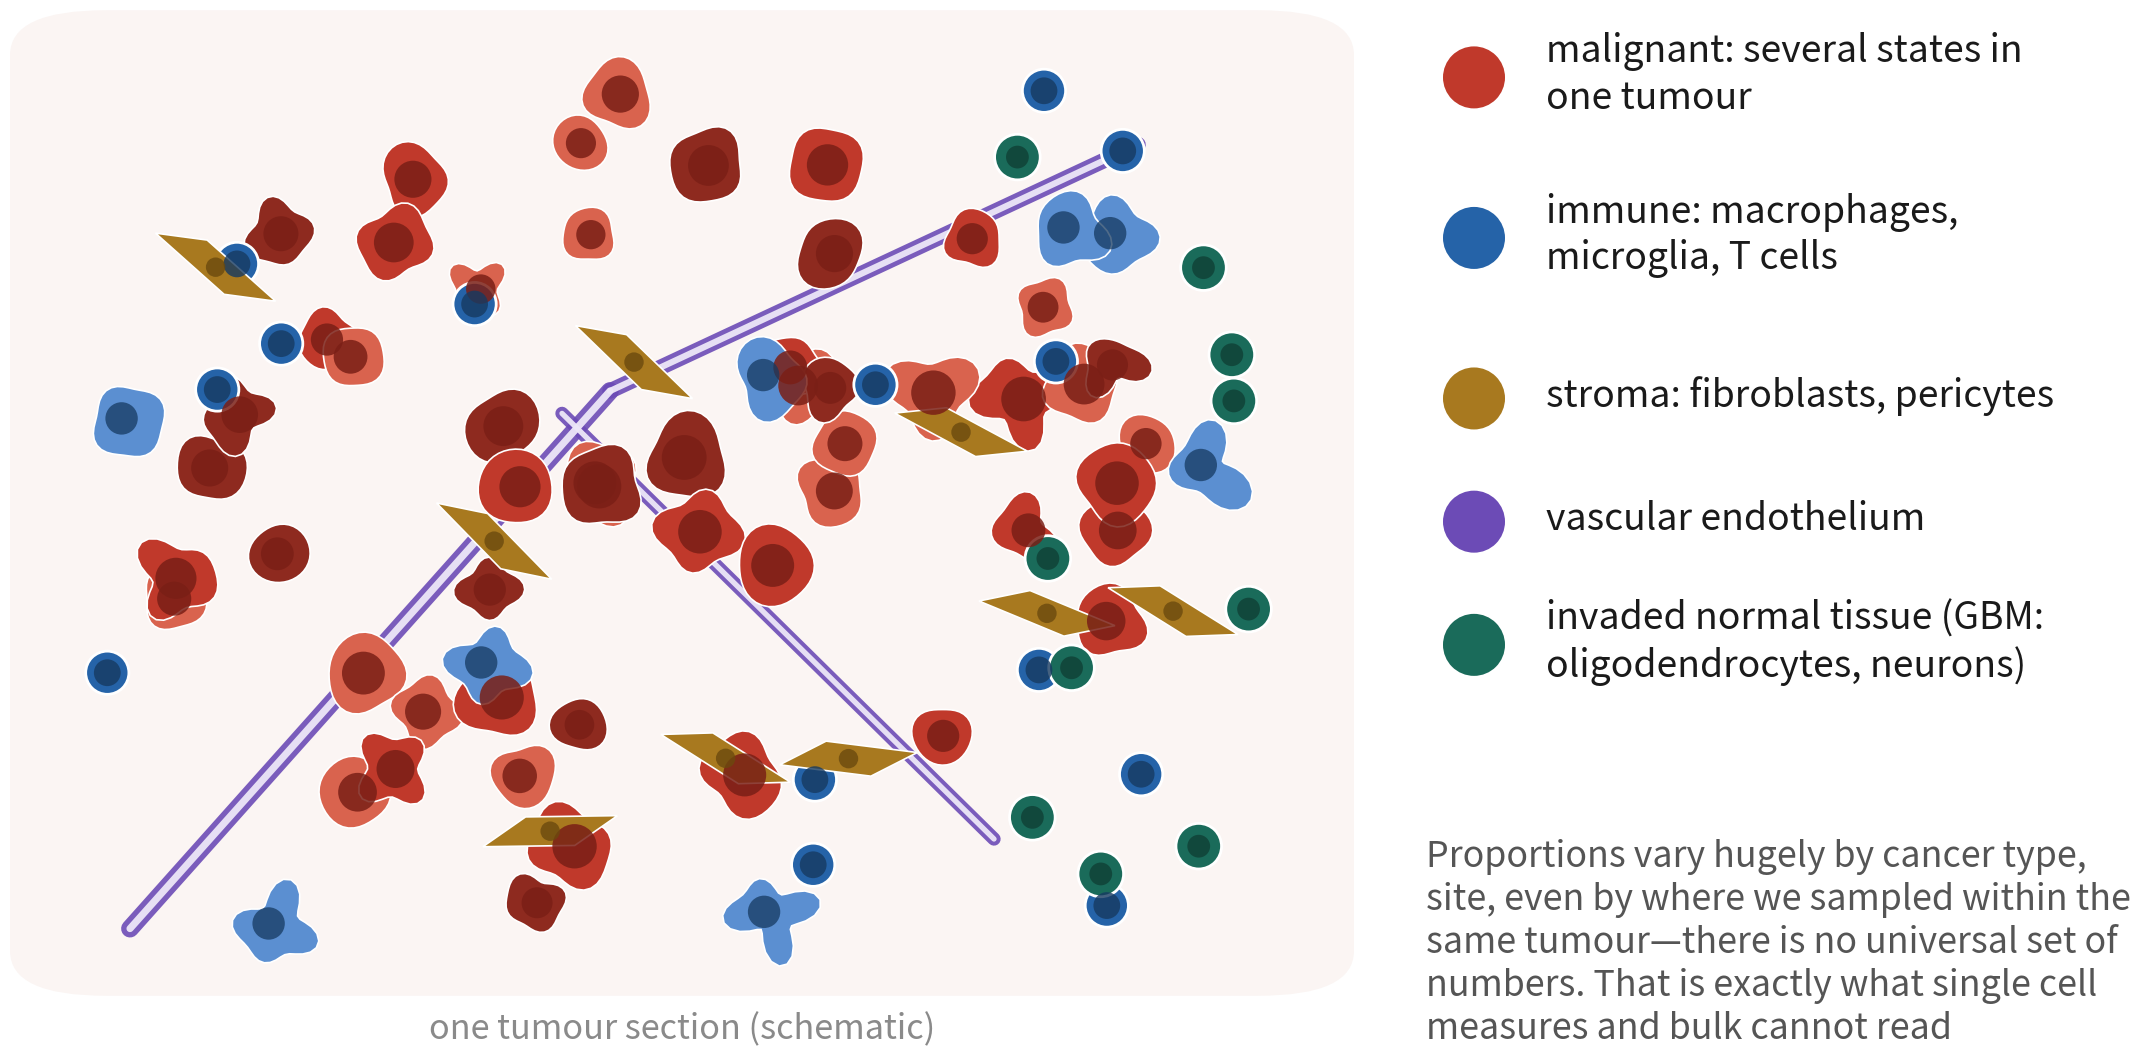 malignant: several states in
one tumour
immune: macrophages,
microglia, T cells
stroma: fibroblasts, pericytes
vascular endothelium
invaded normal tissue (GBM:
oligodendrocytes, neurons)
Proportions vary hugely by cancer type,
site, even by where we sampled within the
same tumour—there is no universal set of
numbers. That is exactly what single cell
measures and bulk cannot read
one tumour section (schematic)